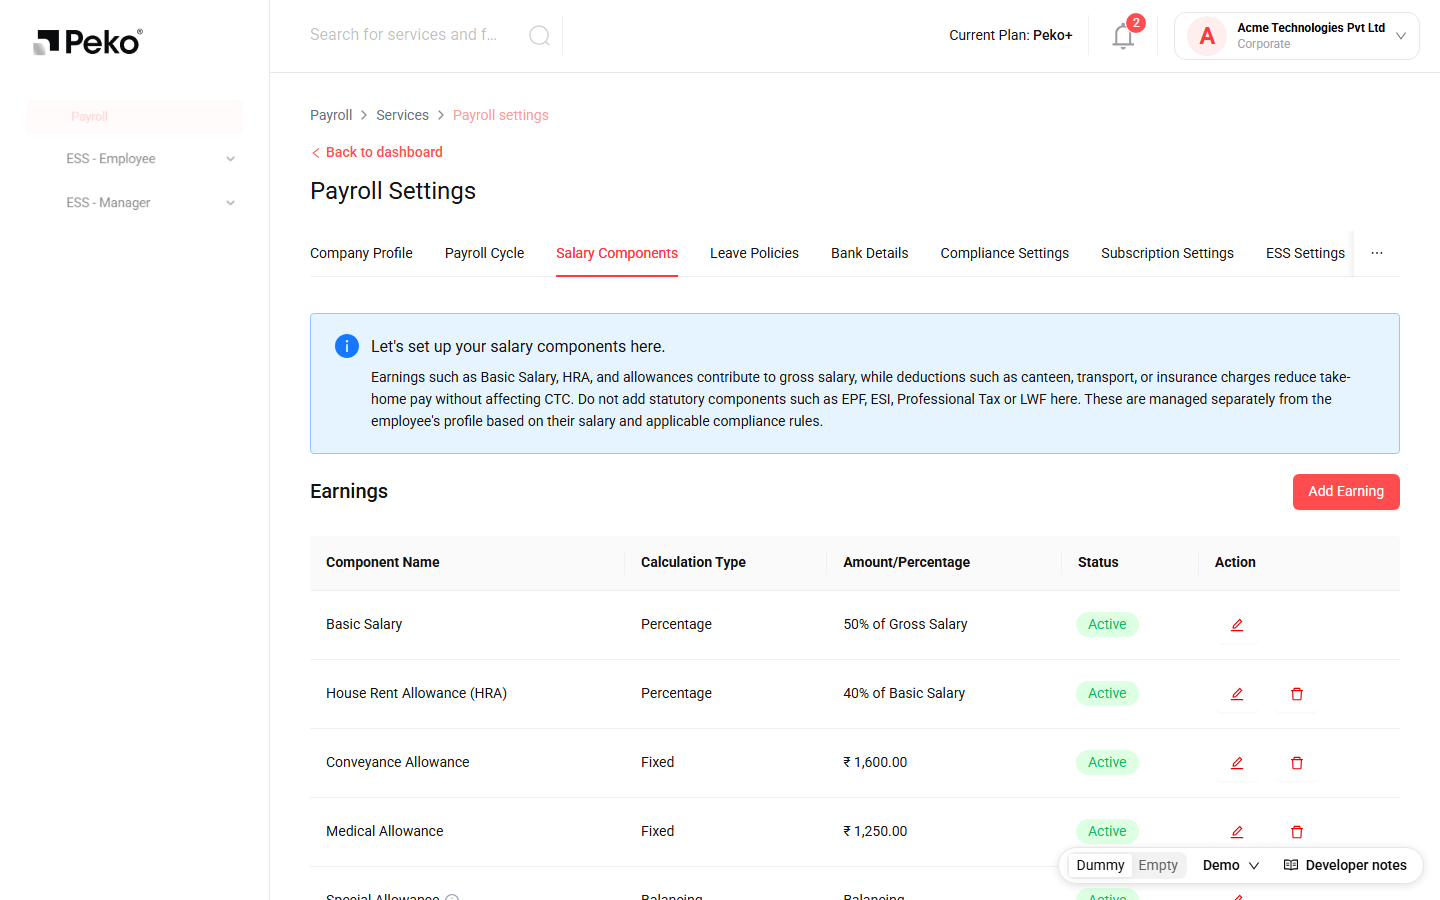 Peko®
Search for services and f...
Current Plan: Peko+
2
A
Acme Technologies Pvt Ltd
Corporate
Payroll
ESS - Employee
ESS - Manager
Payroll > Services > Payroll settings
Back to dashboard
Payroll Settings
Company Profile Payroll Cycle Salary Components Leave Policies Bank Details Compliance Settings Subscription Settings ESS Settings ...
Let's set up your salary components here.
Earnings such as Basic Salary, HRA, and allowances contribute to gross salary, while deductions such as canteen, transport, or insurance charges reduce take-
home pay without affecting CTC. Do not add statutory components such as EPF, ESI, Professional Tax or LWF here. These are managed separately from the
employee's profile based on their salary and applicable compliance rules.
Earnings
Add Earning
Component Name Calculation Type Amount/Percentage Status Action
Basic Salary Percentage 50% of Gross Salary Active
House Rent Allowance (HRA) Percentage 40% of Basic Salary Active
Conveyance Allowance Fixed ₹ 1,600.00 Active
Medical Allowance Fixed ₹ 1,250.00 Active
Special Allowance Balancing Balancing Active
Dummy Empty Demo Developer notes